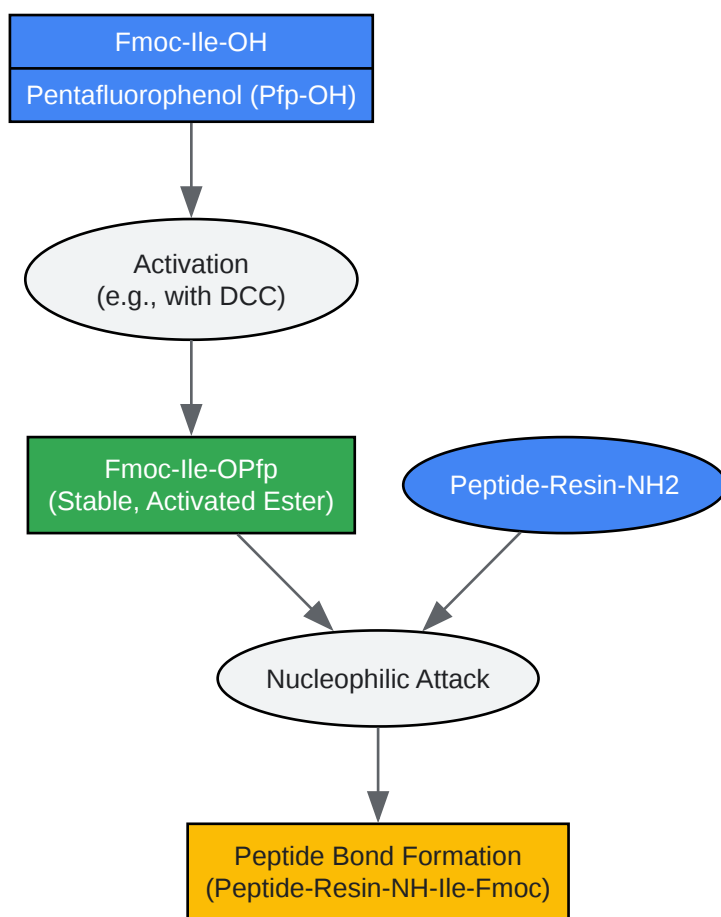 Fmoc-Ile-OH
Pentafluorophenol (Pfp-OH)
Activation
(e.g., with DCC)
Fmoc-Ile-OPfp
(Stable, Activated Ester)
Peptide-Resin-NH2
Nucleophilic Attack
Peptide Bond Formation
(Peptide-Resin-NH-Ile-Fmoc)